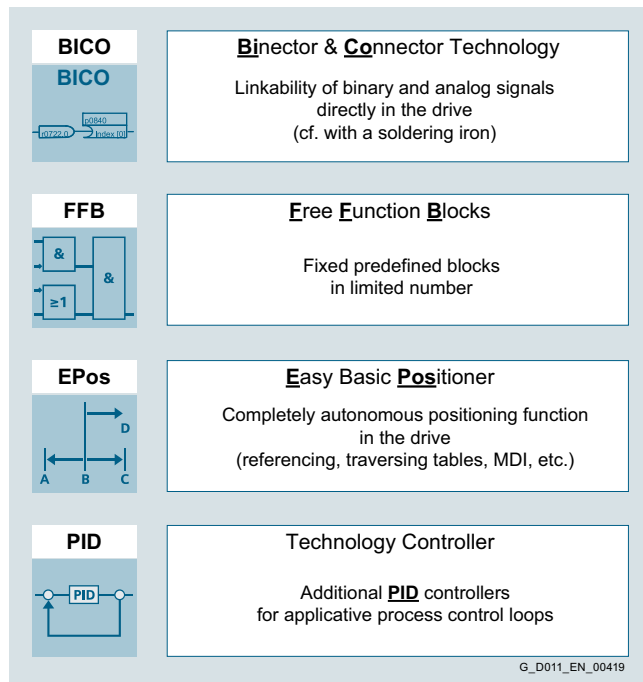 BICO
Binector & Connector Technology
BICO
r0722.0
p0840
Index [0]
Linkability of binary and analog signals
directly in the drive
(cf. with a soldering iron)
FFB
Free Function Blocks
&
&
≥1
Fixed predefined blocks
in limited number
EPos
Easy Basic Positioner
D
A B C
Completely autonomous positioning function
in the drive
(referencing, traversing tables, MDI, etc.)
PID
Technology Controller
PID
Additional PID controllers
for applicative process control loops
G_D011_EN_00419